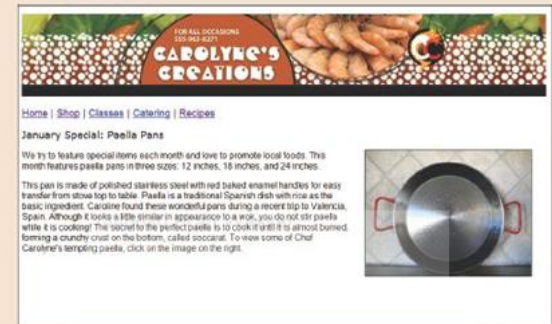 FOR ALL OCCASIONS
555-963-8271
CAROLYNE'S
CREATIONS
Home | Shop | Classes | Catering | Recipes
January Special: Paella Pans
We try to feature special items each month and love to promote local foods. This
month features paella pans in three sizes: 12 inches, 18 inches, and 24 inches.
This pan is made of polished stainless steel with red baked enamel handles for easy
transfer from stove top to table. Paella is a traditional Spanish dish with rice as the
basic ingredient. Caroline found these wonderful pans during a recent trip to Valencia,
Spain. Although it looks a little similar in appearance to a wok, you do not stir paella
while it is cooking! The secret to the perfect paella is to cook it until it is almost burned,
forming a crunchy crust on the bottom, called soccarat. To view some of Chef
Carolyne's tempting paella, click on the image on the right.